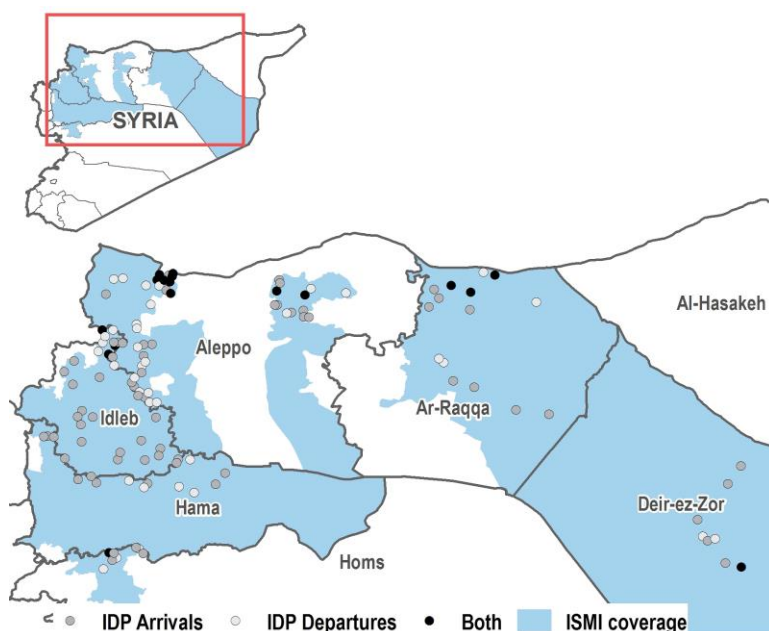 SYRIA
Al-Hasakeh
Aleppo
Idleb
Ar-Raqqa
Hama
Deir-ez-Zor
Homs
IDP Arrivals
IDP Departures
Both
ISMI coverage